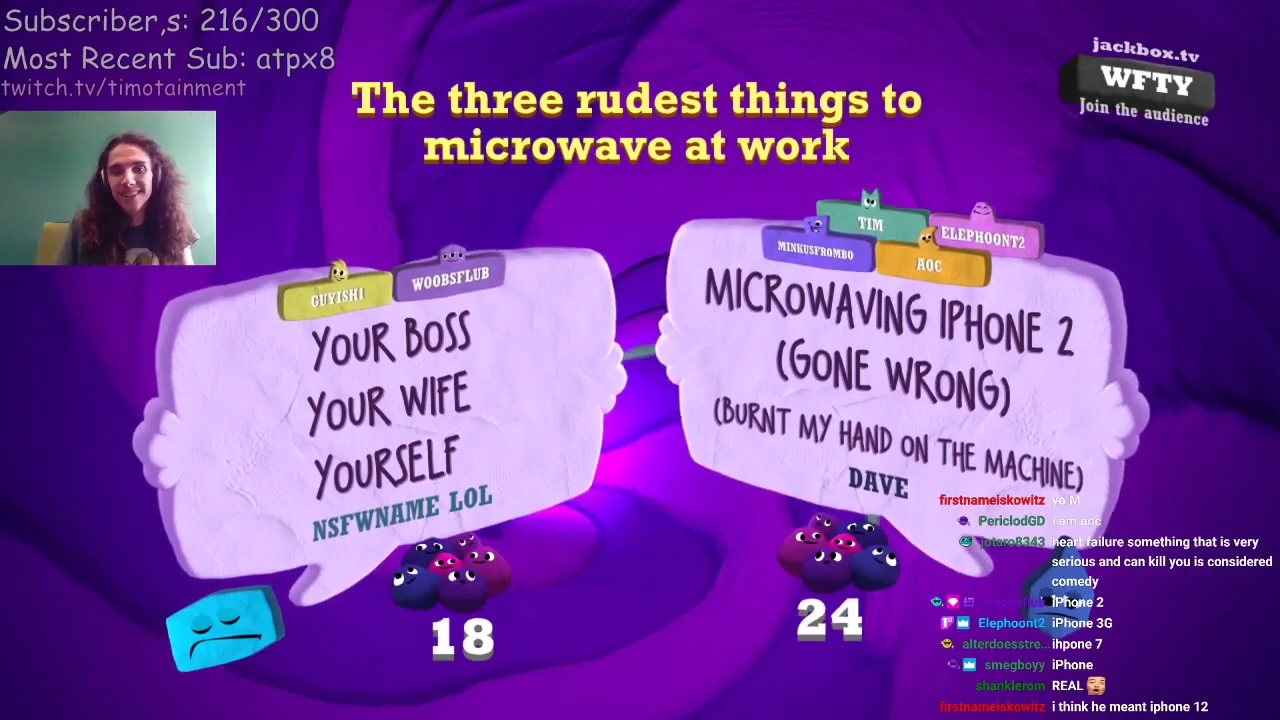 Subscriber,s: 216/300
Most Recent Sub: atpx8
twitch.tv/timotainment
The three rudest things to
microwave at work
jackbox.tv
WFTY
Join the audience
GUYISH1
WOOBSFLUB
YOUR BOSS
YOUR WIFE
YOURSELF
NSFWNAME LOL
18
TIM
ELEPHOONT2
MINKUSFROMBO
AOC
MICROWAVING IPHONE 2
(GONE WRONG)
(BURNT MY HAND ON THE MACHINE)
DAVE
24
firstnameiskowitz yo M
PericlodGD i am aoc
jotaro8343 heart failure something that is very
serious and can kill you is considered
comedy
woobsflub iPhone 2
Elephoont2 iPhone 3G
alterdoesstre... ihpone 7
smegboyy iPhone
shanklerom REAL
firstnameiskowitz i think he meant iphone 12